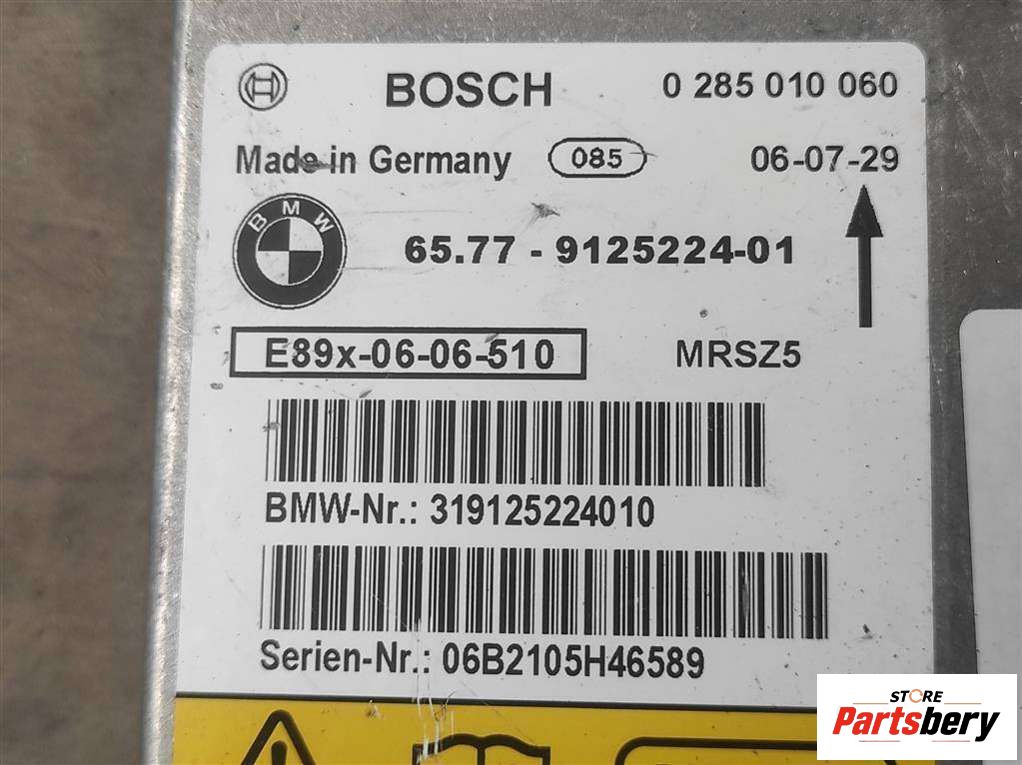 BOSCH 0 285 010 060
Made in Germany 085 06-07-29
BMW 65.77 - 9125224-01
E89x-06-06-510 MRSZ5
BMW-Nr.: 319125224010
Serien-Nr.: 06B2105H46589
STORE
Partsbery